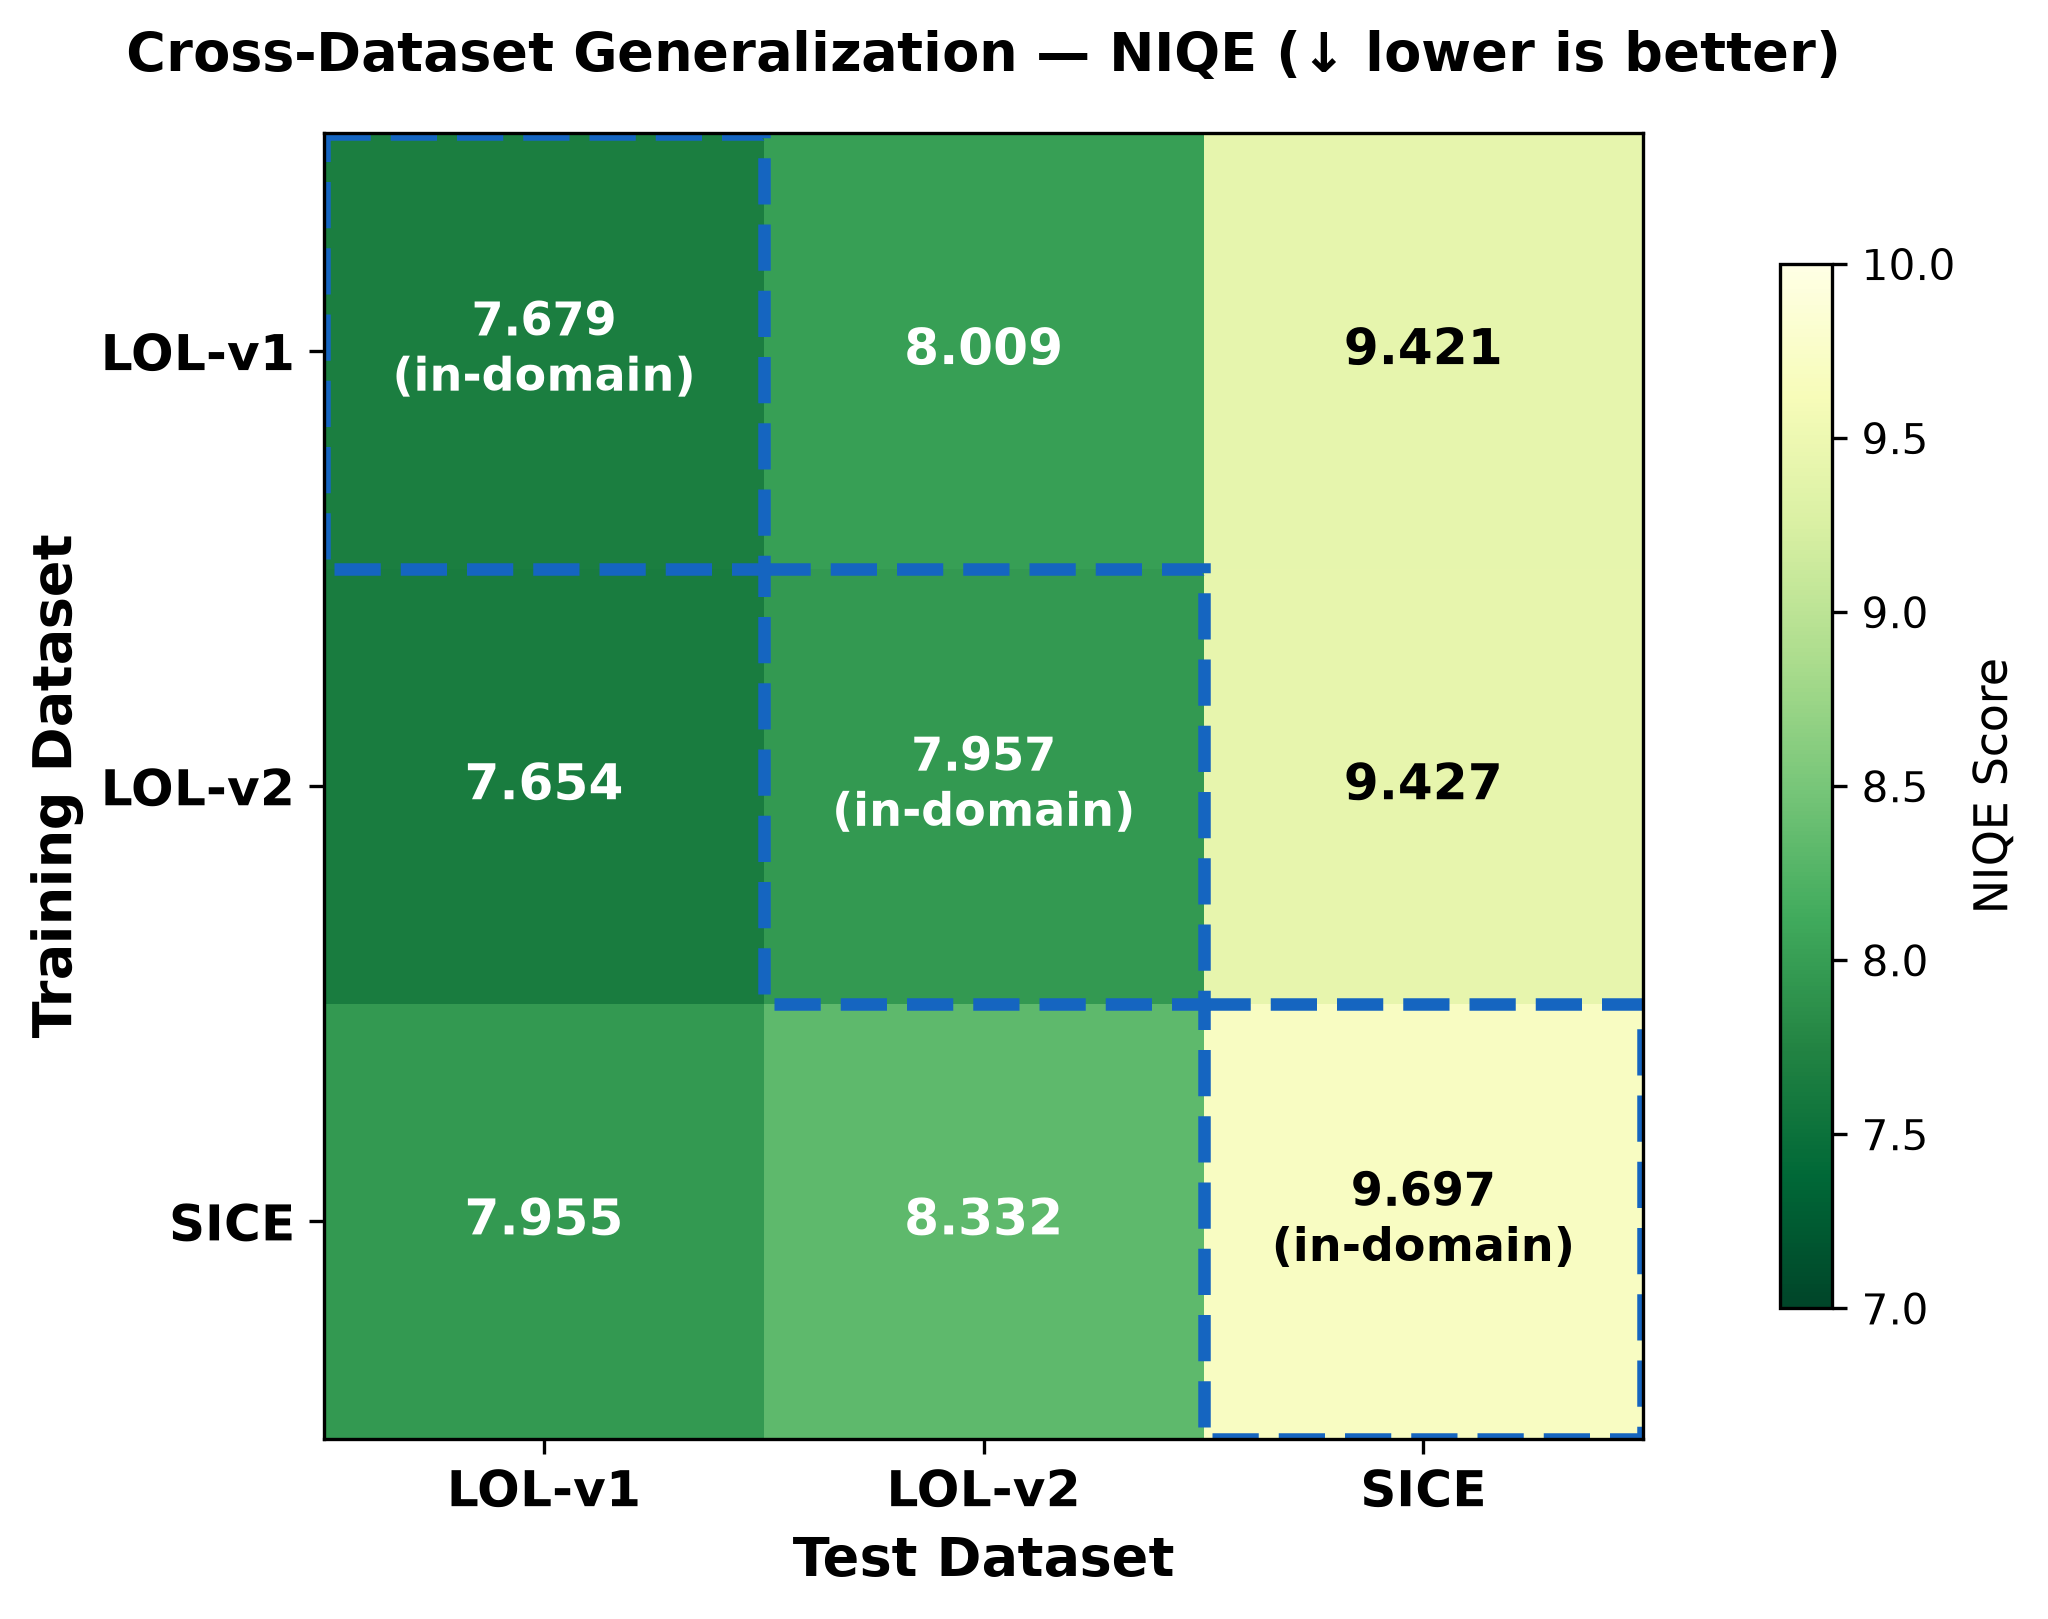 Cross-Dataset Generalization — NIQE (↓ lower is better)
Training Dataset
LOL-v1
7.679
(in-domain)
8.009
9.421
LOL-v2
7.654
7.957
(in-domain)
9.427
SICE
7.955
8.332
9.697
(in-domain)
LOL-v1
LOL-v2
SICE
Test Dataset
10.0
9.5
9.0
8.5
8.0
7.5
7.0
NIQE Score